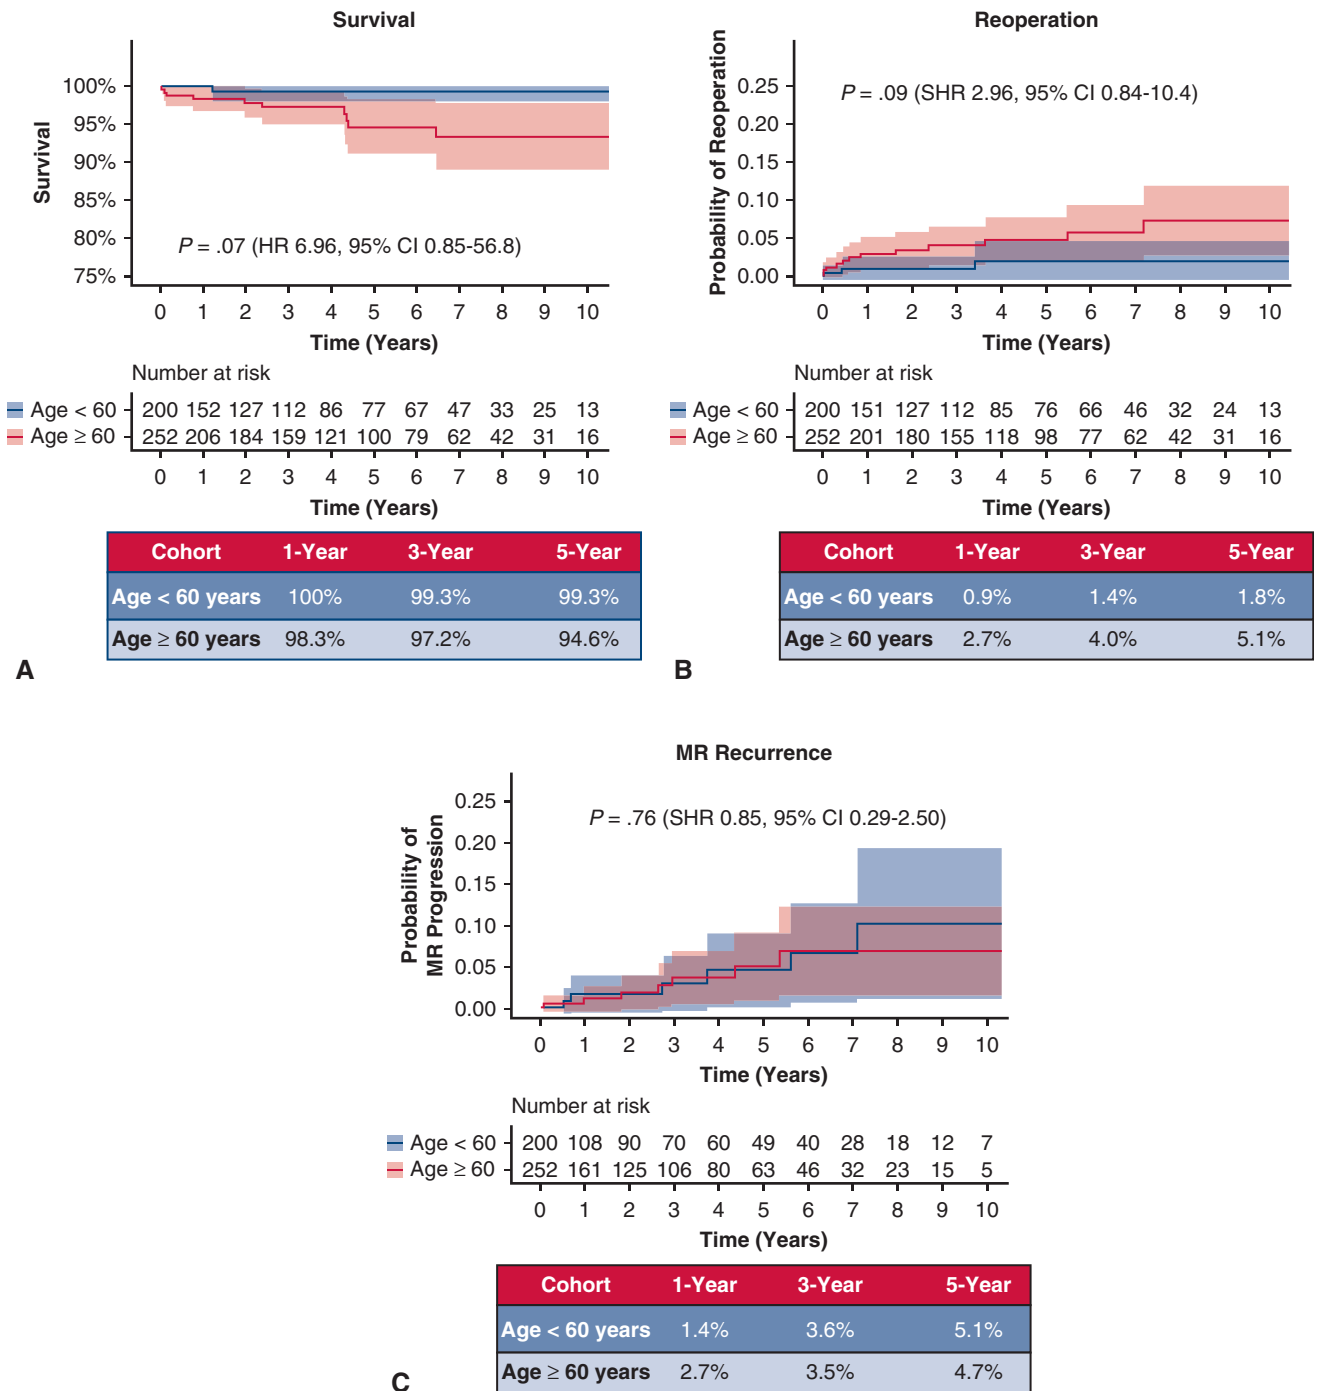 Survival
100%
95%
90%
85%
80%
75%
Survival
P = .07 (HR 6.96, 95% CI 0.85-56.8)
0 1 2 3 4 5 6 7 8 9 10
Time (Years)
Number at risk
Age < 60 200 152 127 112 86 77 67 47 33 25 13
Age ≥ 60 252 206 184 159 121 100 79 62 42 31 16
0 1 2 3 4 5 6 7 8 9 10
Time (Years)
Cohort 1-Year 3-Year 5-Year
Age < 60 years 100% 99.3% 99.3%
Age ≥ 60 years 98.3% 97.2% 94.6%
A
Reoperation
0.25
0.20
0.15
0.10
0.05
0.00
Probability of Reoperation
P = .09 (SHR 2.96, 95% CI 0.84-10.4)
0 1 2 3 4 5 6 7 8 9 10
Time (Years)
Number at risk
Age < 60 200 151 127 112 85 76 66 46 32 24 13
Age ≥ 60 252 201 180 155 118 98 77 62 42 31 16
0 1 2 3 4 5 6 7 8 9 10
Time (Years)
Cohort 1-Year 3-Year 5-Year
Age < 60 years 0.9% 1.4% 1.8%
Age ≥ 60 years 2.7% 4.0% 5.1%
B
MR Recurrence
0.25
0.20
0.15
0.10
0.05
0.00
Probability of
MR Progression
P = .76 (SHR 0.85, 95% CI 0.29-2.50)
0 1 2 3 4 5 6 7 8 9 10
Time (Years)
Number at risk
Age < 60 200 108 90 70 60 49 40 28 18 12 7
Age ≥ 60 252 161 125 106 80 63 46 32 23 15 5
0 1 2 3 4 5 6 7 8 9 10
Time (Years)
Cohort 1-Year 3-Year 5-Year
Age < 60 years 1.4% 3.6% 5.1%
Age ≥ 60 years 2.7% 3.5% 4.7%
C